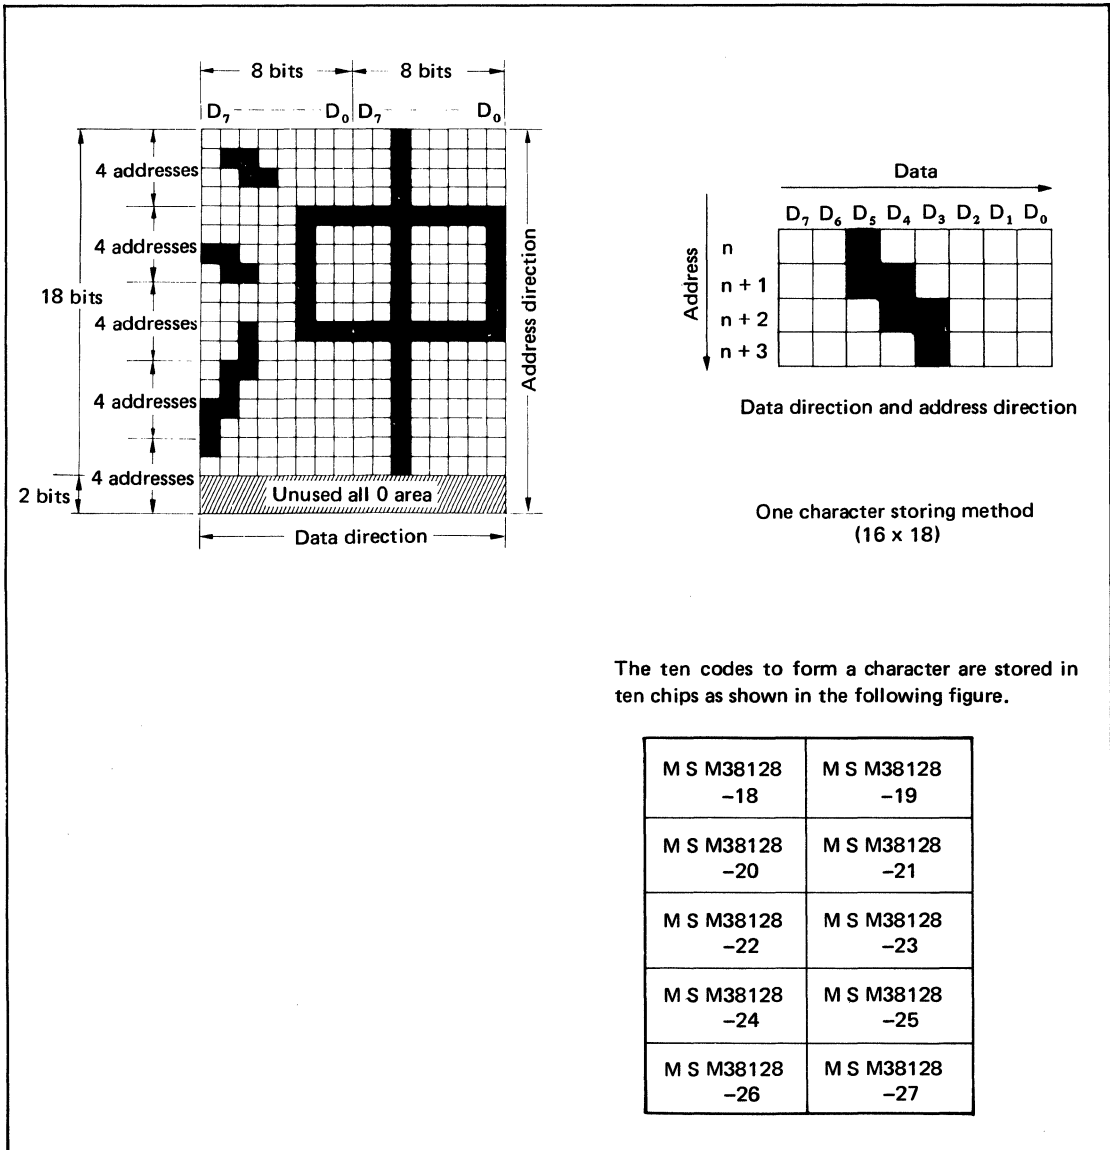 8 bits 8 bits
D7 D0 D7 D0
4 addresses
4 addresses
18 bits
4 addresses
4 addresses
4 addresses
2 bits
Unused all 0 area
Data direction
Address direction
Data
D7 D6 D5 D4 D3 D2 D1 D0
Address
n
n + 1
n + 2
n + 3
Data direction and address direction
One character storing method
(16 x 18)
The ten codes to form a character are stored in
ten chips as shown in the following figure.
M S M38128 M S M38128
–18 –19
M S M38128 M S M38128
–20 –21
M S M38128 M S M38128
–22 –23
M S M38128 M S M38128
–24 –25
M S M38128 M S M38128
–26 –27